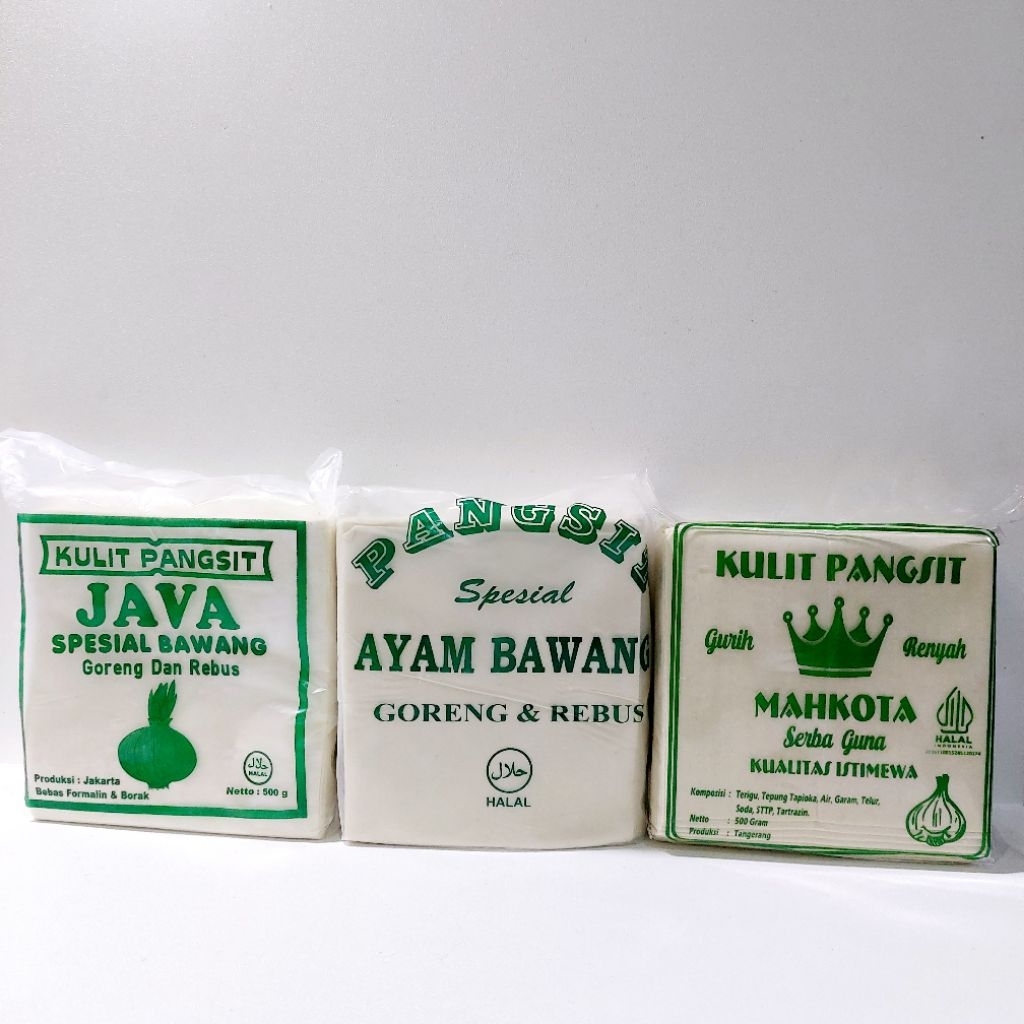 KULIT PANGSIT
JAVA
SPESIAL BAWANG
Goreng Dan Rebus
Produksi : Jakarta
Bebas Formalin & Borak
حلال
HALAL
Netto : 500 g
PANGSIT
Spesial
AYAM BAWANG
GORENG & REBUS
حلال
HALAL
KULIT PANGSIT
Gurih
Renyah
MAHKOTA
Serba Guna
KUALITAS ISTIMEWA
HALAL
INDONESIA
Komposisi : Terigu, Tepung Tapioka, Air, Garam, Telur,
Soda, STTP, Tartrazin.
Netto : 500 Gram
Produksi : Tangerang